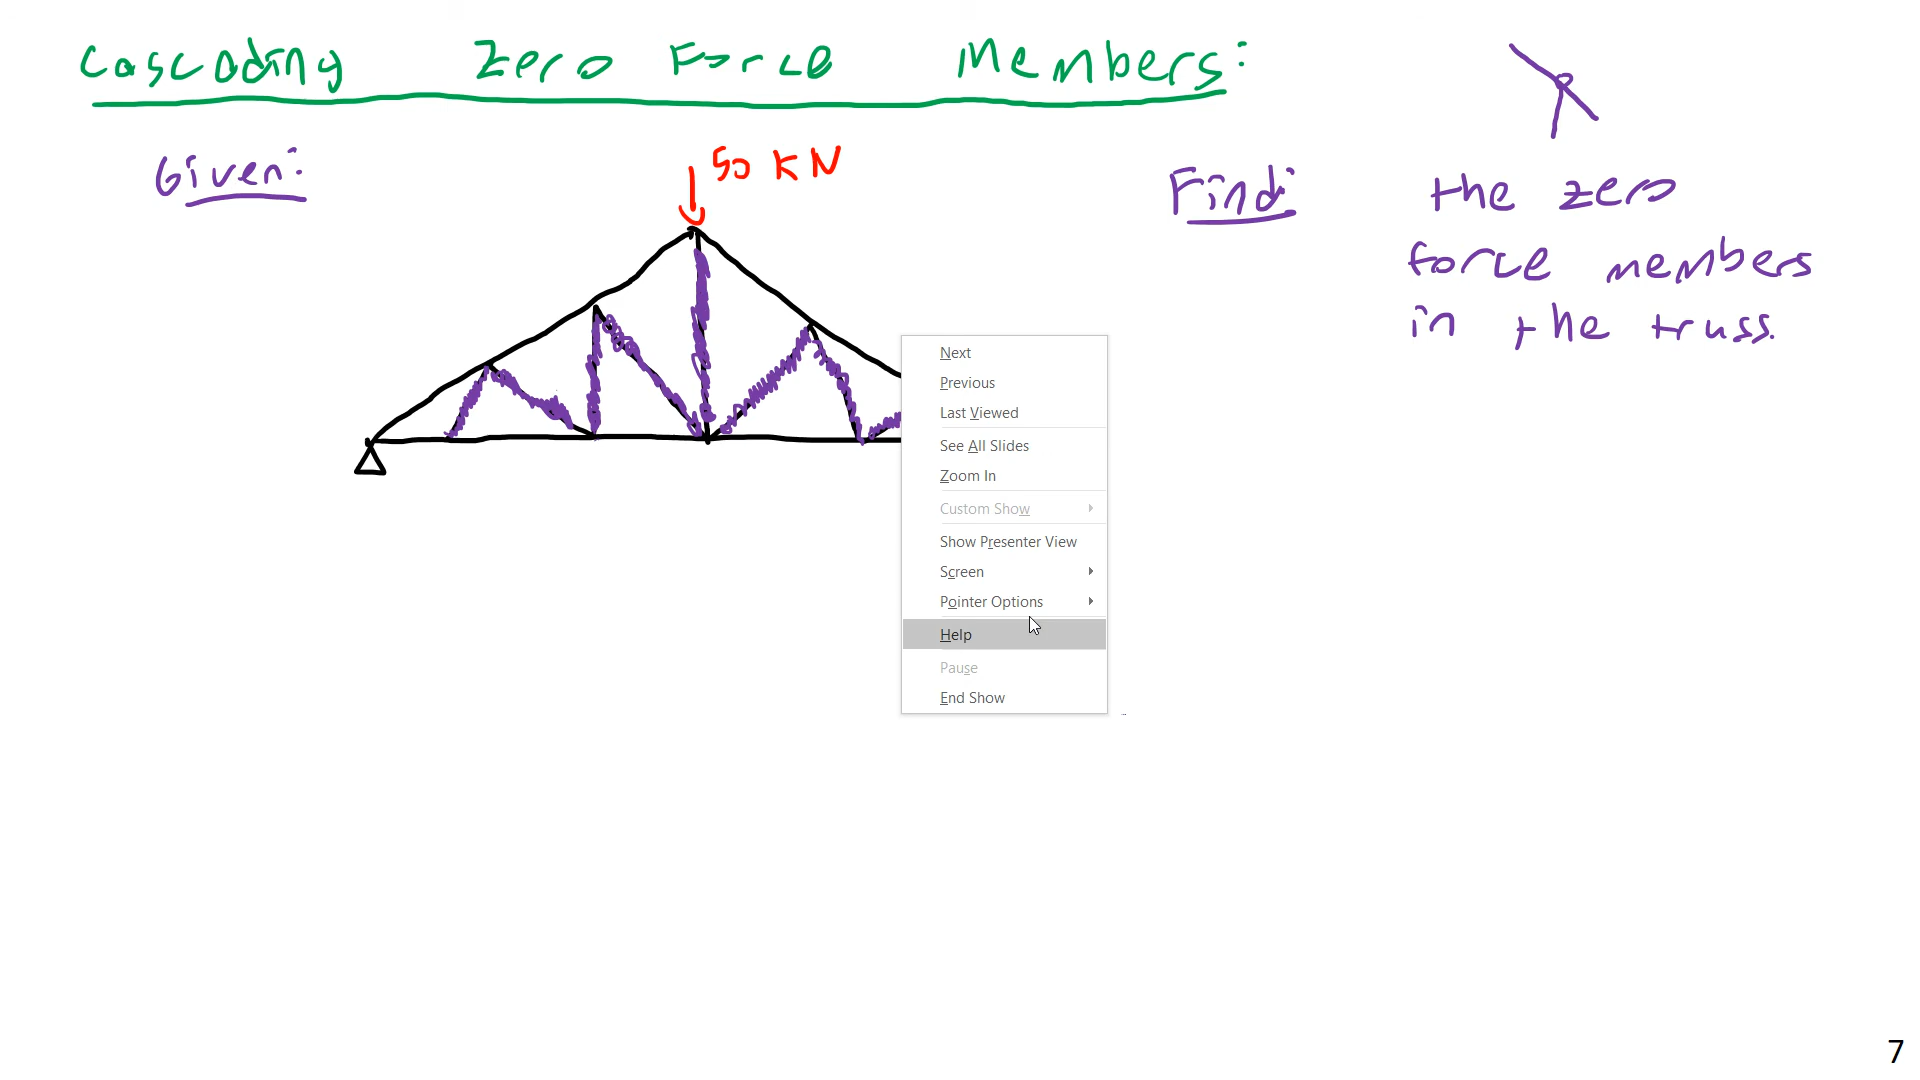 Cascading Zero Force Members:
Given:
50 KN
Find:
the zero
force members
in the truss.
Next
Previous
Last Viewed
See All Slides
Zoom In
Custom Show
Show Presenter View
Screen
Pointer Options
Help
Pause
End Show
7